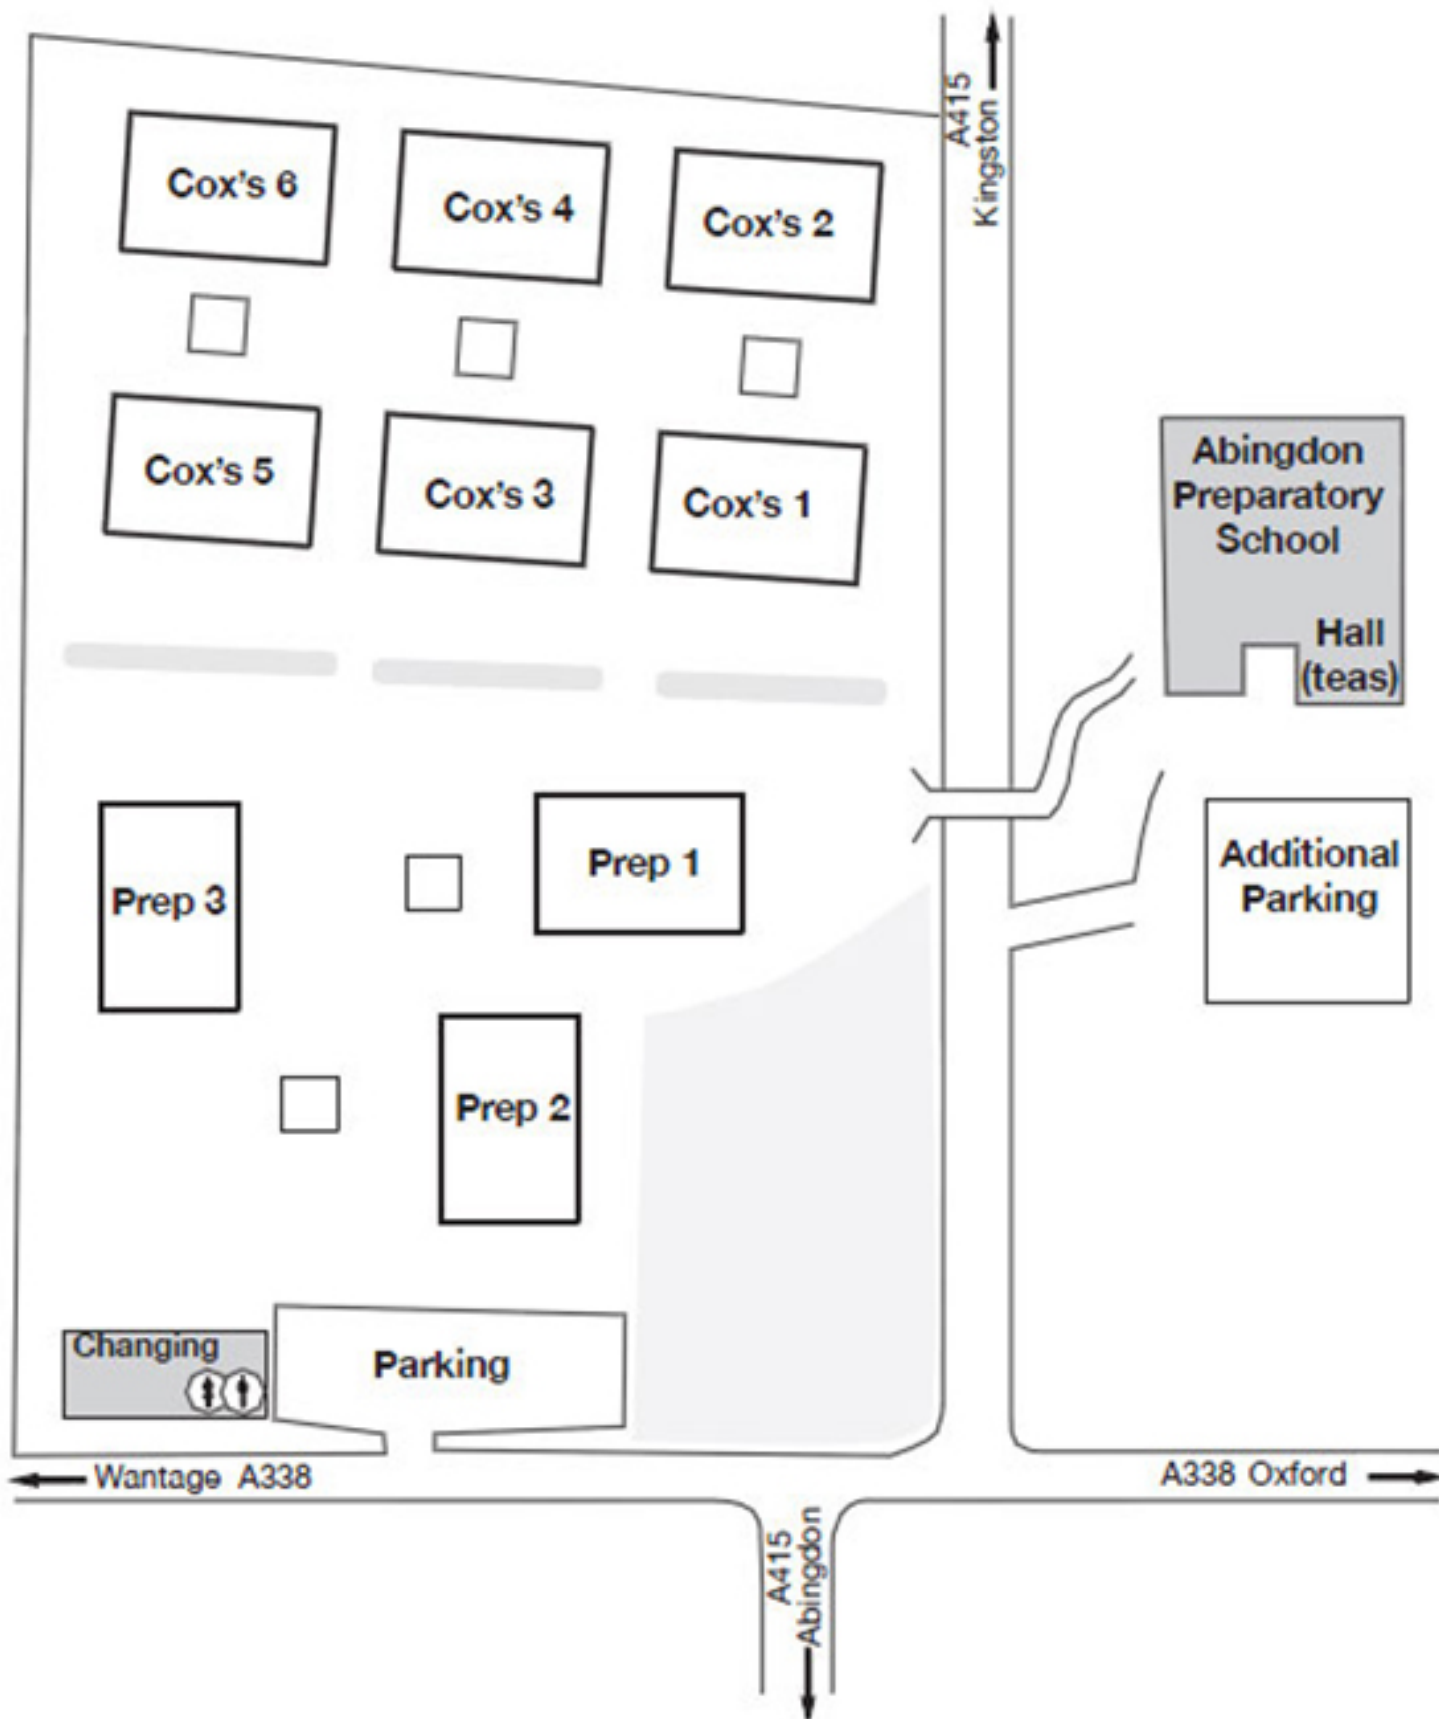 A415
Kingston
Cox's 6
Cox's 4
Cox's 2
Cox's 5
Cox's 3
Cox's 1
Abingdon
Preparatory
School
Hall
(teas)
Prep 3
Prep 1
Additional
Parking
Prep 2
Changing
Parking
Wantage A338
A338 Oxford
A415
Abingdon